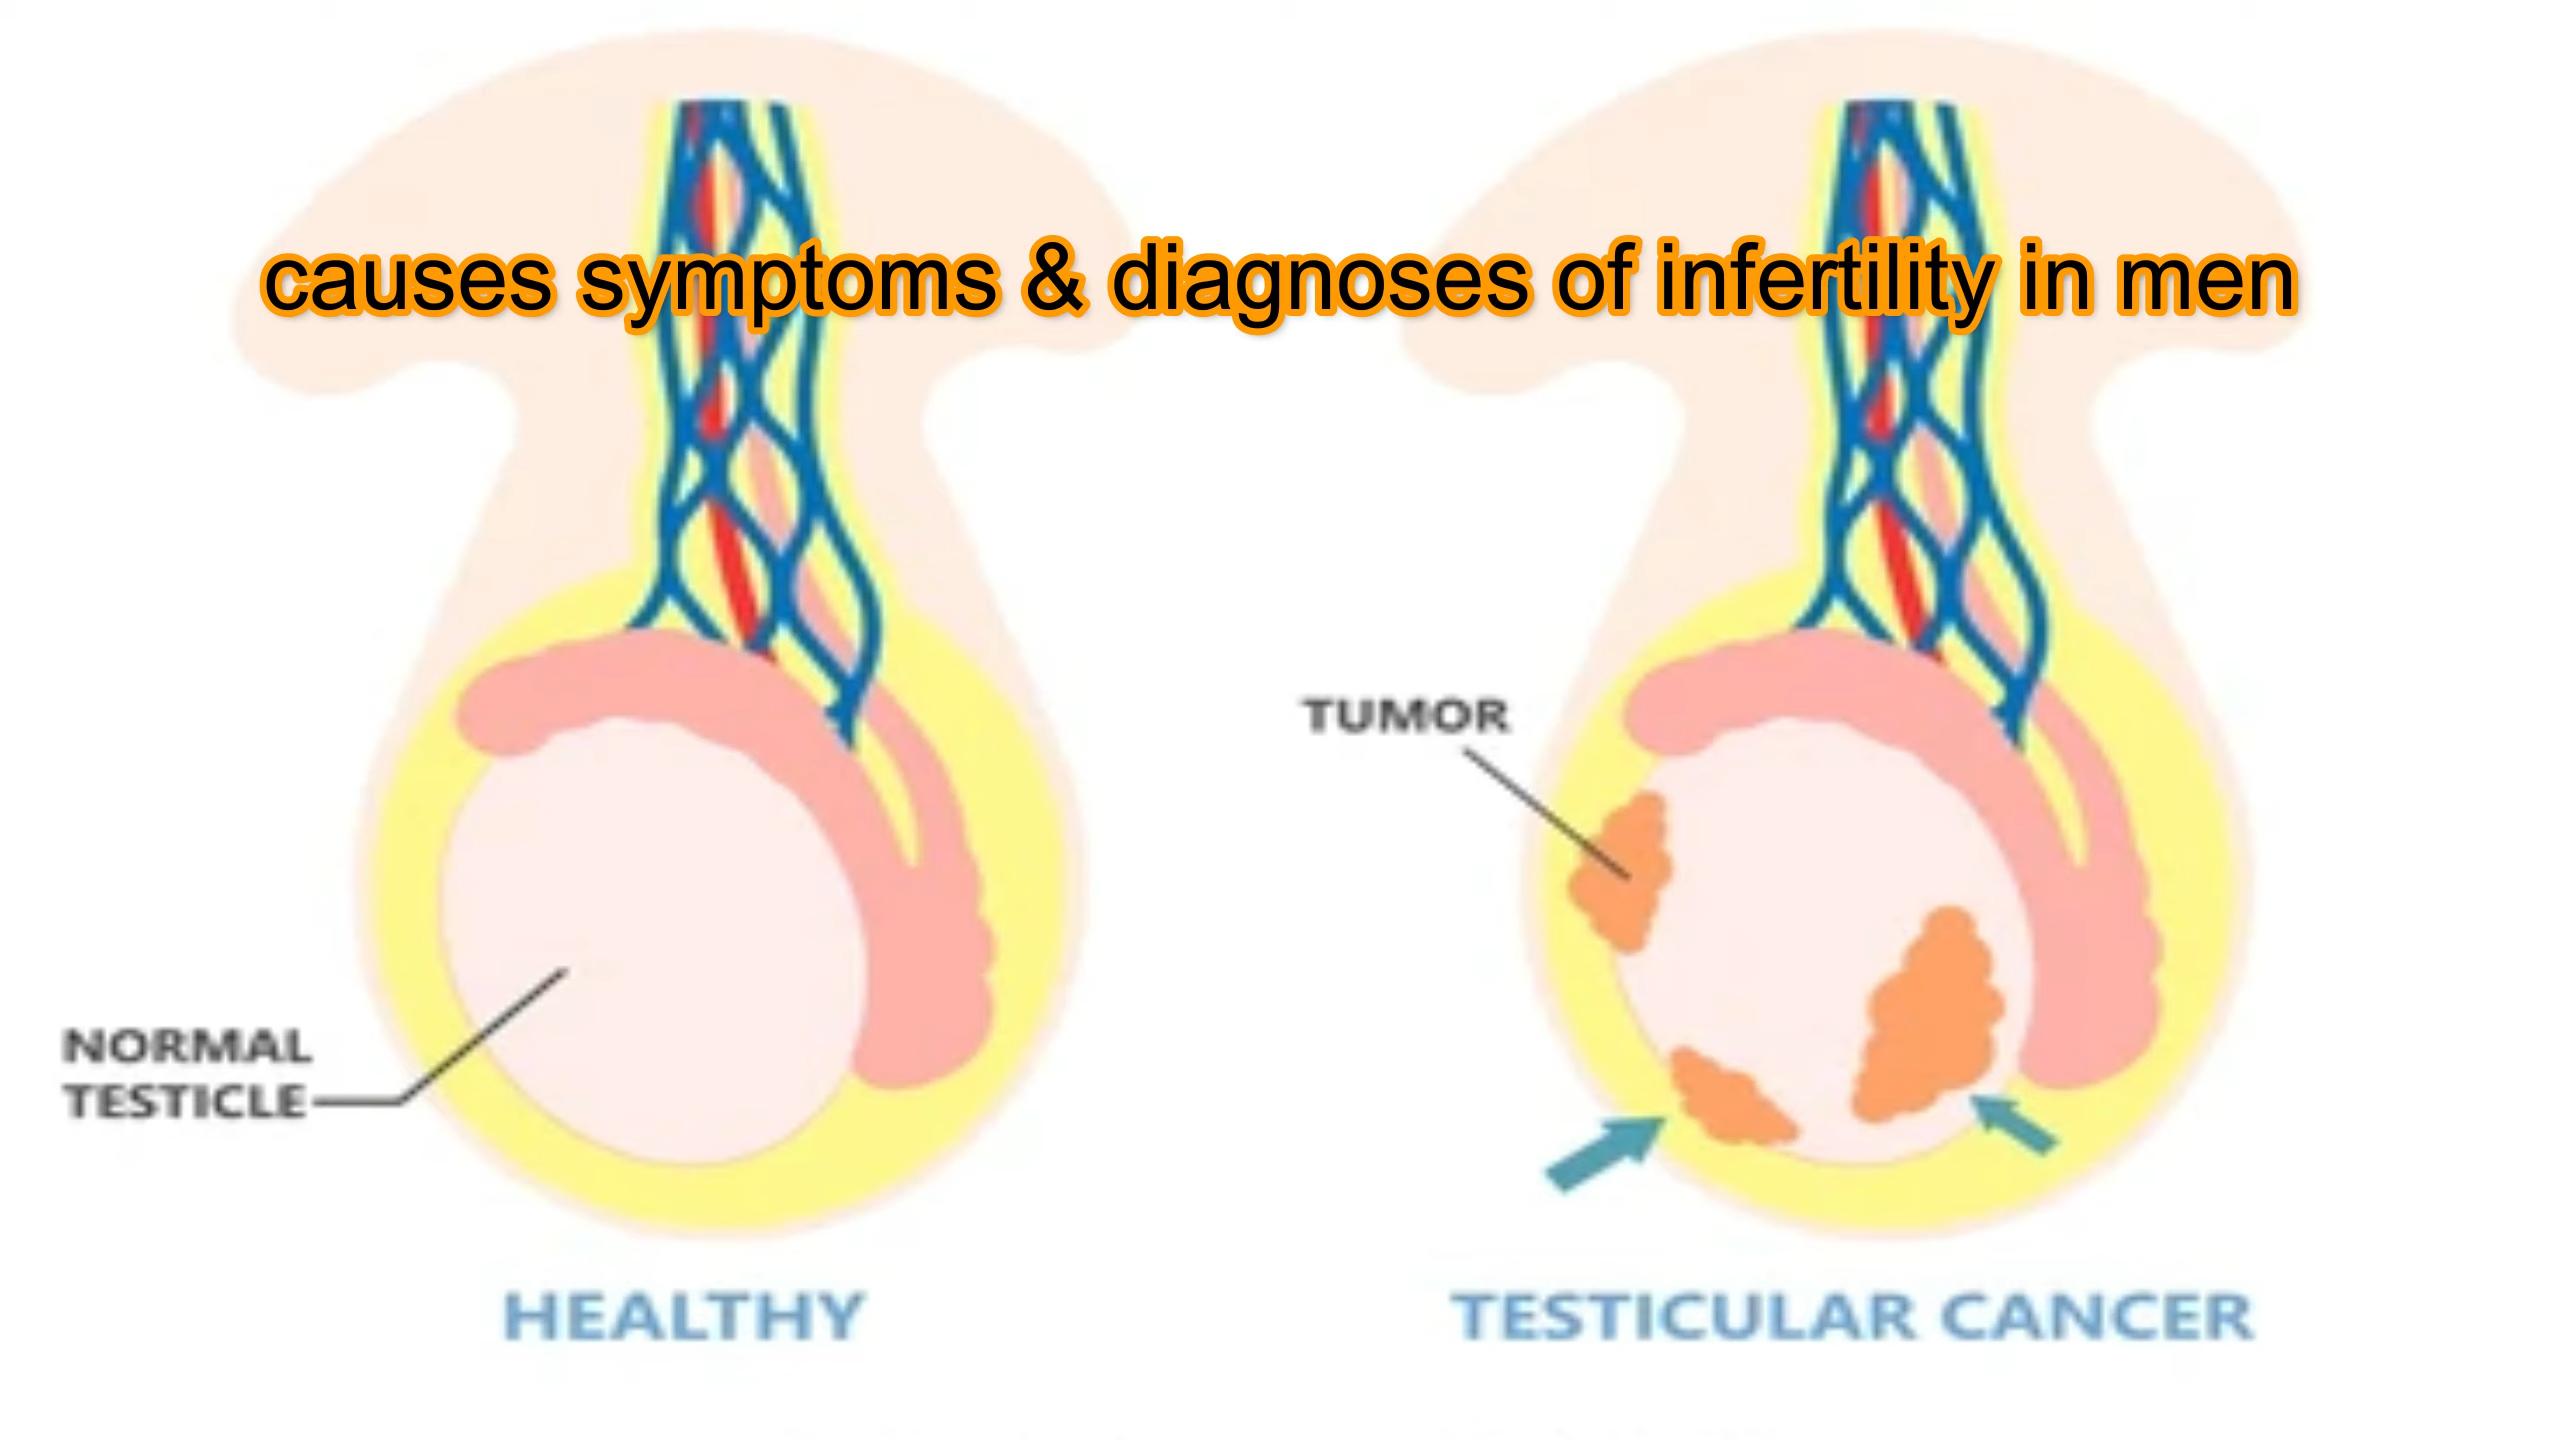 causes symptoms & diagnoses of infertility in men
TUMOR
NORMAL
TESTICLE
HEALTHY
TESTICULAR CANCER